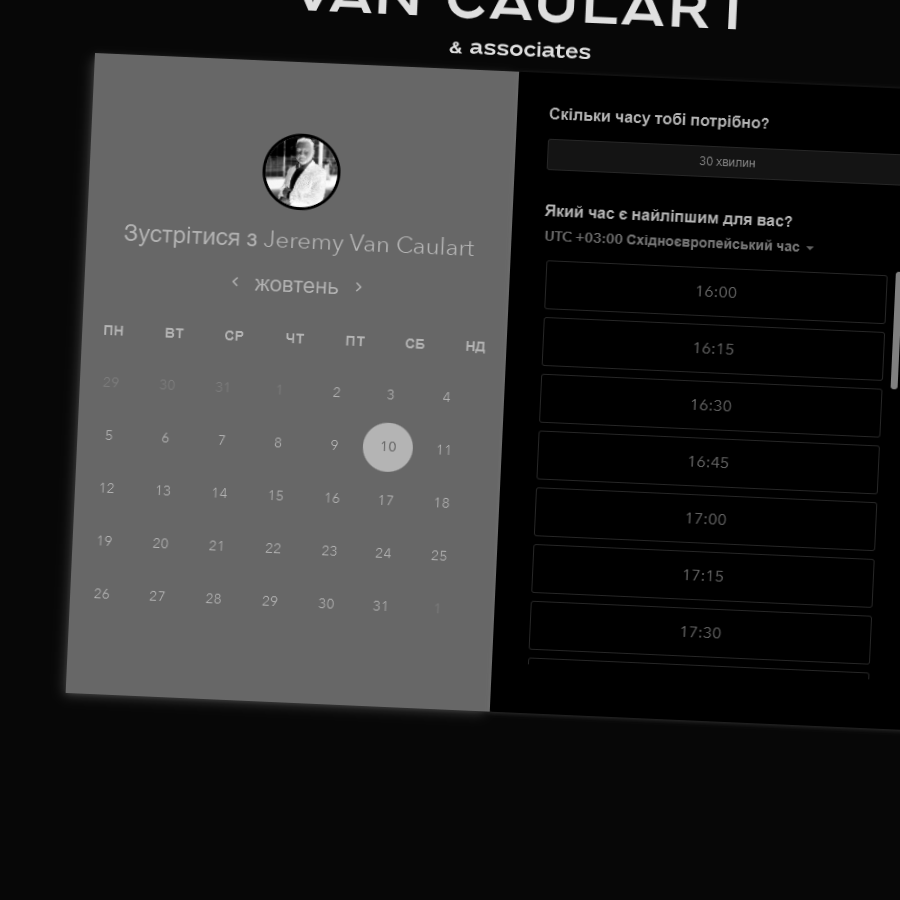 VAN CAULART
& associates
Зустрітися з Jeremy Van Caulart
жовтень
ПН ВТ СР ЧТ ПТ СБ НД
29 30 31 1 2 3 4
5 6 7 8 9 10 11
12 13 14 15 16 17 18
19 20 21 22 23 24 25
26 27 28 29 30 31 1
Скільки часу тобі потрібно?
30 хвилин
Який час є найліпшим для вас?
UTC +03:00 Східноєвропейський час
16:00
16:15
16:30
16:45
17:00
17:15
17:30